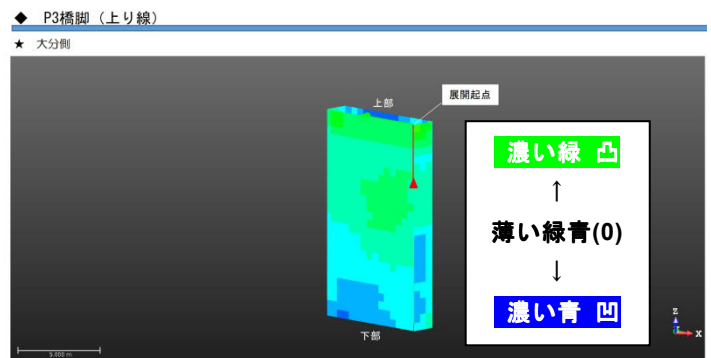 ◆ P3橋脚（上り線）
★ 大分側
上部
展開起点
濃い緑 凸
↑
薄い緑青(0)
↓
濃い青 凹
下部
5.000 m
Z
X